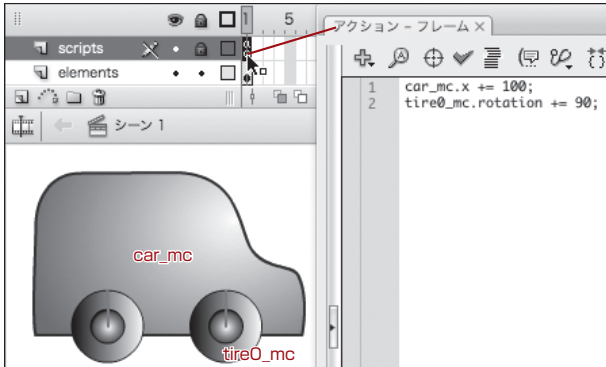 1 5
scripts
elements
シーン 1
car_mc
tire0_mc
アクション - フレーム ×
1 car_mc.x += 100;
2 tire0_mc.rotation += 90;